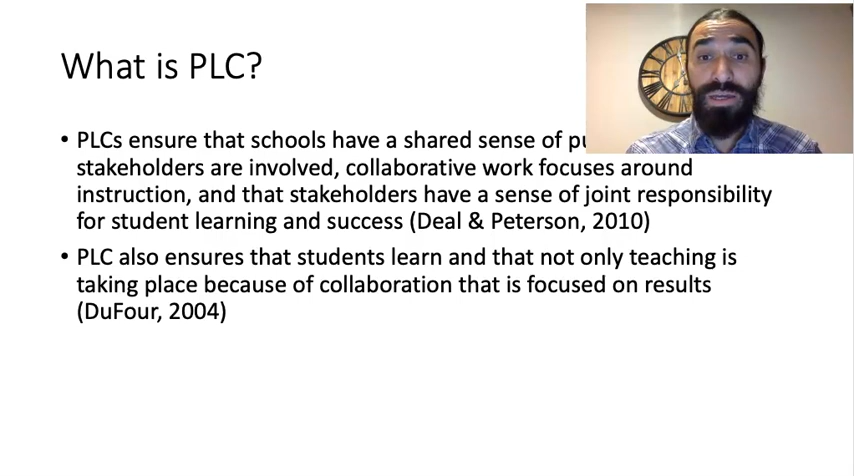 What is PLC?
• PLCs ensure that schools have a shared sense of
stakeholders are involved, collaborative work focuses around
instruction, and that stakeholders have a sense of joint responsibility
for student learning and success (Deal & Peterson, 2010)
• PLC also ensures that students learn and that not only teaching is
taking place because of collaboration that is focused on results
(DuFour, 2004)